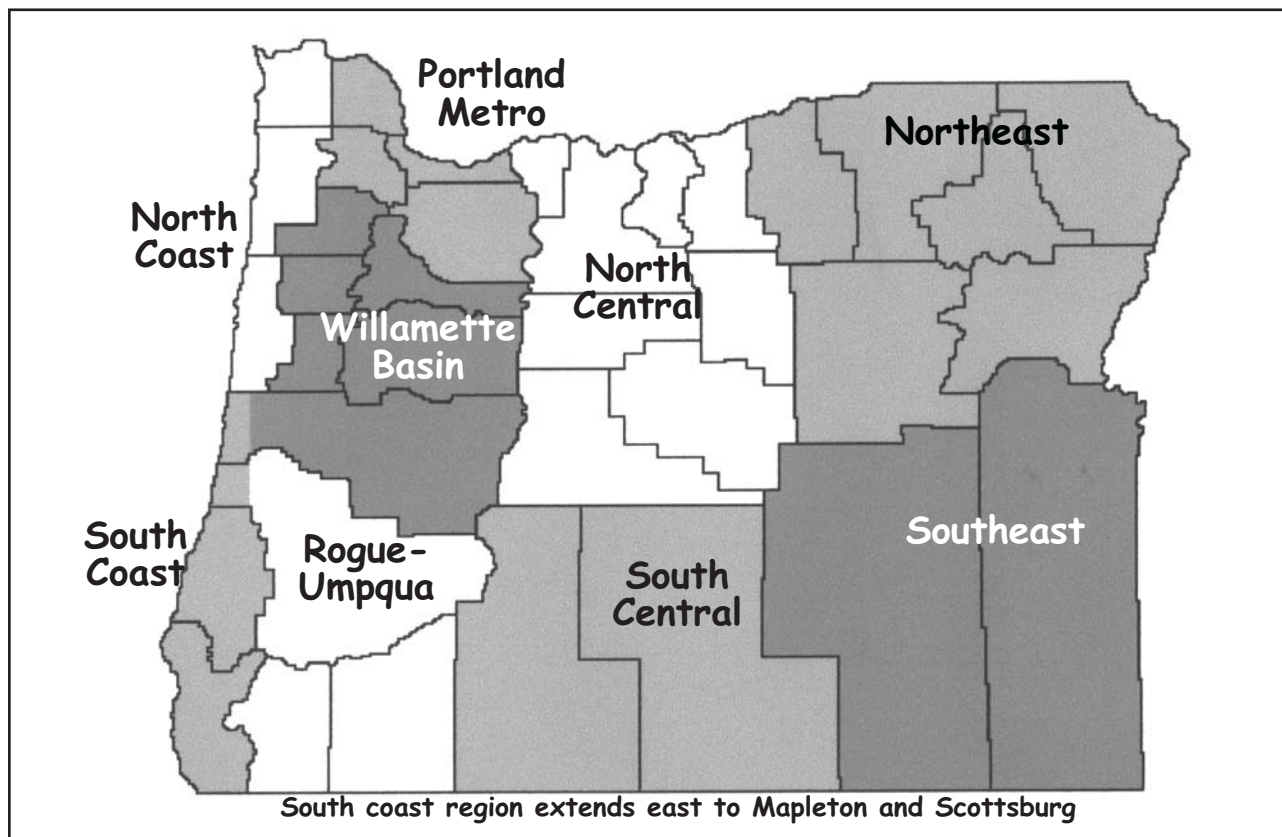 Portland
Metro
Northeast
North
Coast
North
Central
Willamette
Basin
South
Coast
Rogue-
Umpqua
South
Central
Southeast
South coast region extends east to Mapleton and Scottsburg